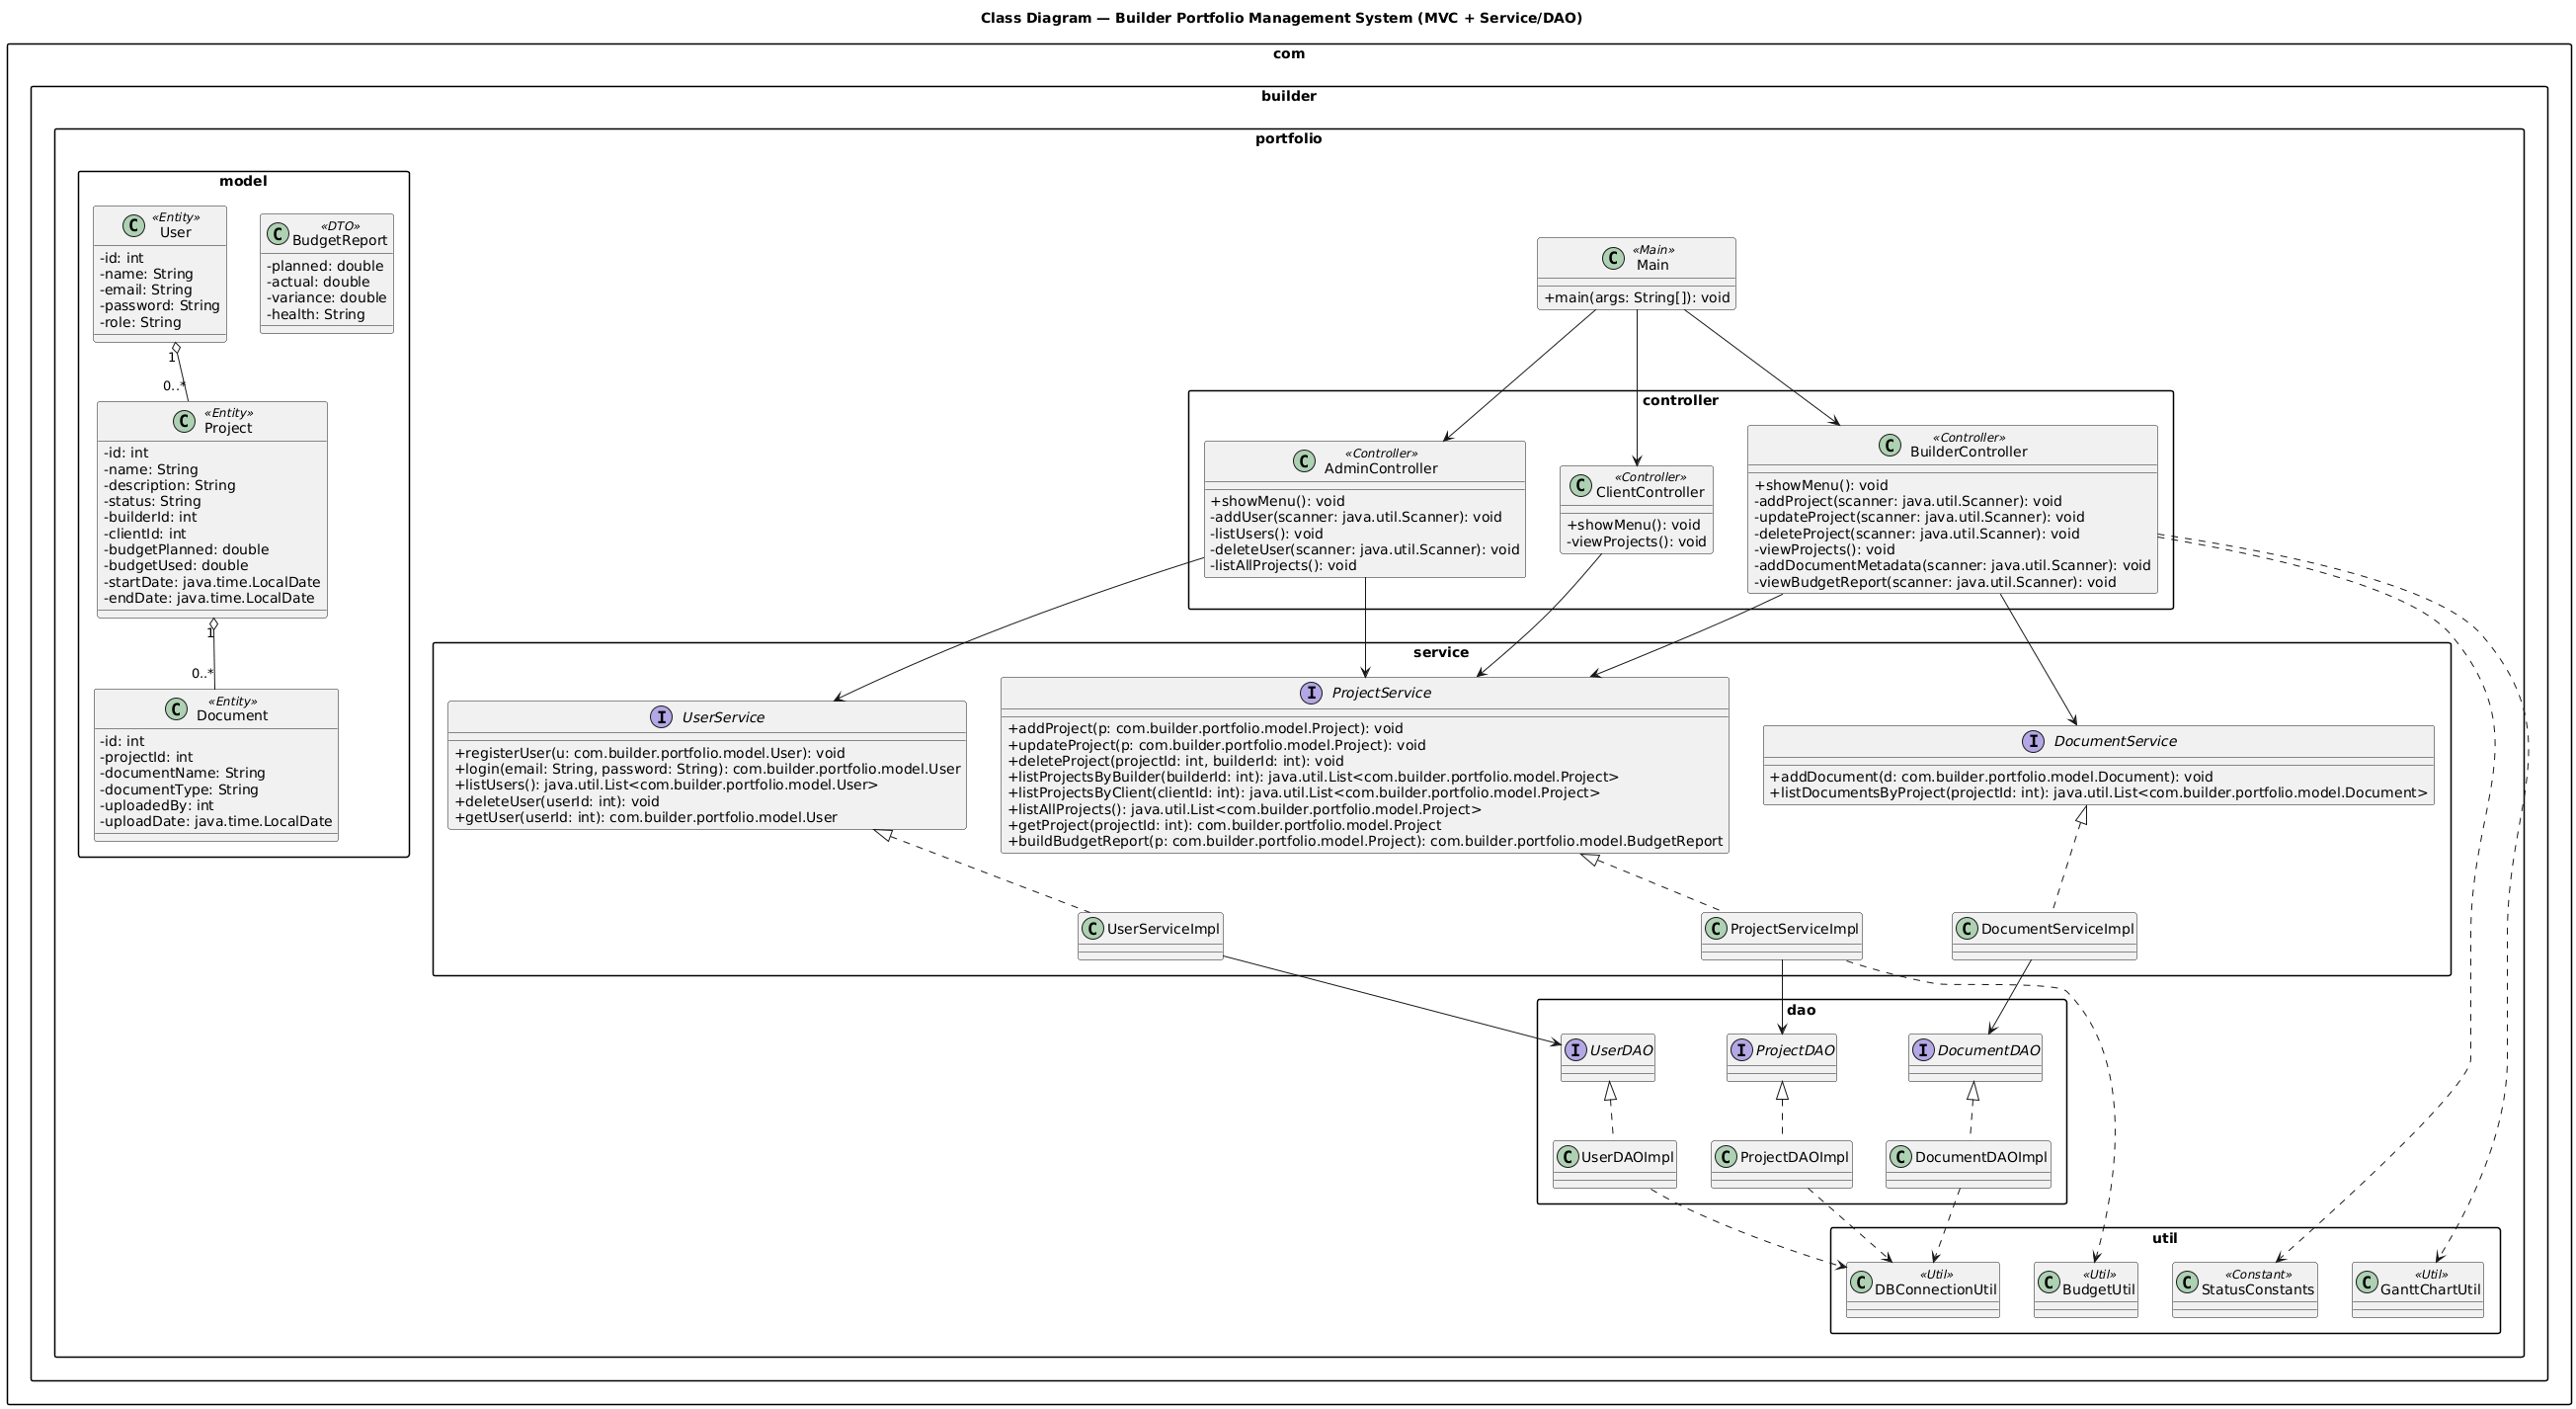 Class Diagram — Builder Portfolio Management System (MVC + Service/DAO)
com
builder
portfolio
model
«Entity»
C
User
-id: int
-name: String
-email: String
-password: String
-role: String
«DTO»
C
BudgetReport
-planned: double
-actual: double
-variance: double
-health: String
1
0..*
«Entity»
C
Project
-id: int
-name: String
-description: String
-status: String
-builderId: int
-clientId: int
-budgetPlanned: double
-budgetUsed: double
-startDate: java.time.LocalDate
-endDate: java.time.LocalDate
1
0..*
«Entity»
C
Document
-id: int
-projectId: int
-documentName: String
-documentType: String
-uploadedBy: int
-uploadDate: java.time.LocalDate
«Main»
C
Main
+main(args: String[]): void
controller
«Controller»
C
AdminController
+showMenu(): void
-addUser(scanner: java.util.Scanner): void
-listUsers(): void
-deleteUser(scanner: java.util.Scanner): void
-listAllProjects(): void
«Controller»
C
ClientController
+showMenu(): void
-viewProjects(): void
«Controller»
C
BuilderController
+showMenu(): void
-addProject(scanner: java.util.Scanner): void
-updateProject(scanner: java.util.Scanner): void
-deleteProject(scanner: java.util.Scanner): void
-viewProjects(): void
-addDocumentMetadata(scanner: java.util.Scanner): void
-viewBudgetReport(scanner: java.util.Scanner): void
service
I UserService
+registerUser(u: com.builder.portfolio.model.User): void
+login(email: String, password: String): com.builder.portfolio.model.User
+listUsers(): java.util.List<com.builder.portfolio.model.User>
+deleteUser(userId: int): void
+getUser(userId: int): com.builder.portfolio.model.User
I ProjectService
+addProject(p: com.builder.portfolio.model.Project): void
+updateProject(p: com.builder.portfolio.model.Project): void
+deleteProject(projectId: int, builderId: int): void
+listProjectsByBuilder(builderId: int): java.util.List<com.builder.portfolio.model.Project>
+listProjectsByClient(clientId: int): java.util.List<com.builder.portfolio.model.Project>
+listAllProjects(): java.util.List<com.builder.portfolio.model.Project>
+getProject(projectId: int): com.builder.portfolio.model.Project
+buildBudgetReport(p: com.builder.portfolio.model.Project): com.builder.portfolio.model.BudgetReport
I DocumentService
+addDocument(d: com.builder.portfolio.model.Document): void
+listDocumentsByProject(projectId: int): java.util.List<com.builder.portfolio.model.Document>
C UserServiceImpl
C ProjectServiceImpl
C DocumentServiceImpl
dao
I UserDAO
I ProjectDAO
I DocumentDAO
C UserDAOImpl
C ProjectDAOImpl
C DocumentDAOImpl
util
«Util»
C
DBConnectionUtil
«Util»
C
BudgetUtil
«Constant»
C
StatusConstants
«Util»
C
GanttChartUtil